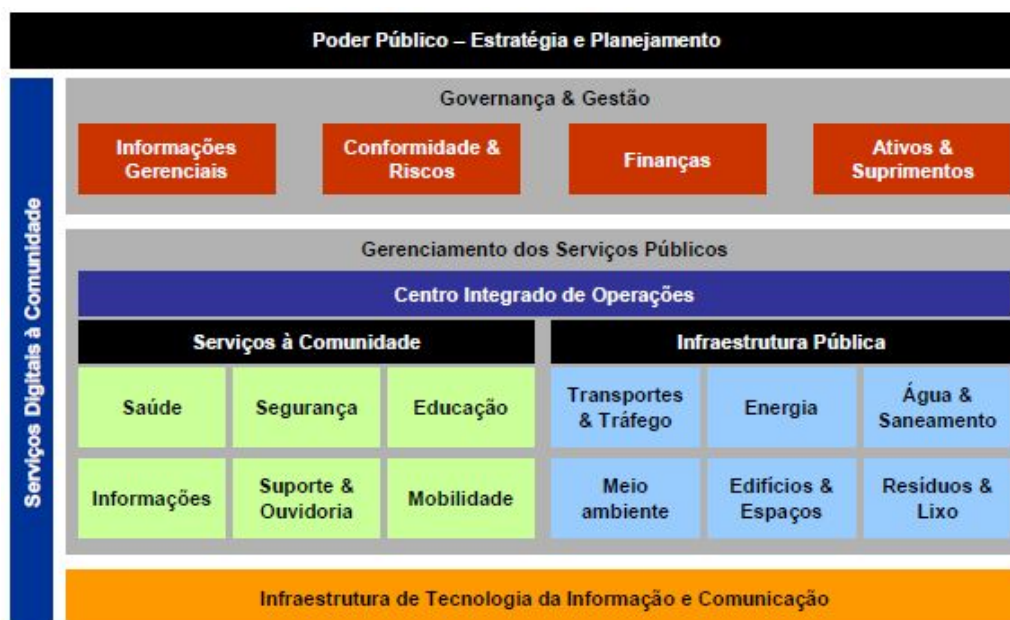 Poder Público – Estratégia e Planejamento
Serviços Digitais à Comunidade
Governança & Gestão
Informações
Gerenciais
Conformidade &
Riscos
Finanças
Ativos &
Suprimentos
Gerenciamento dos Serviços Públicos
Centro Integrado de Operações
Serviços à Comunidade
Infraestrutura Pública
Saúde
Segurança
Educação
Transportes
& Tráfego
Energia
Água &
Saneamento
Informações
Suporte &
Ouvidoria
Mobilidade
Meio
ambiente
Edifícios &
Espaços
Resíduos &
Lixo
Infraestrutura de Tecnologia da Informação e Comunicação